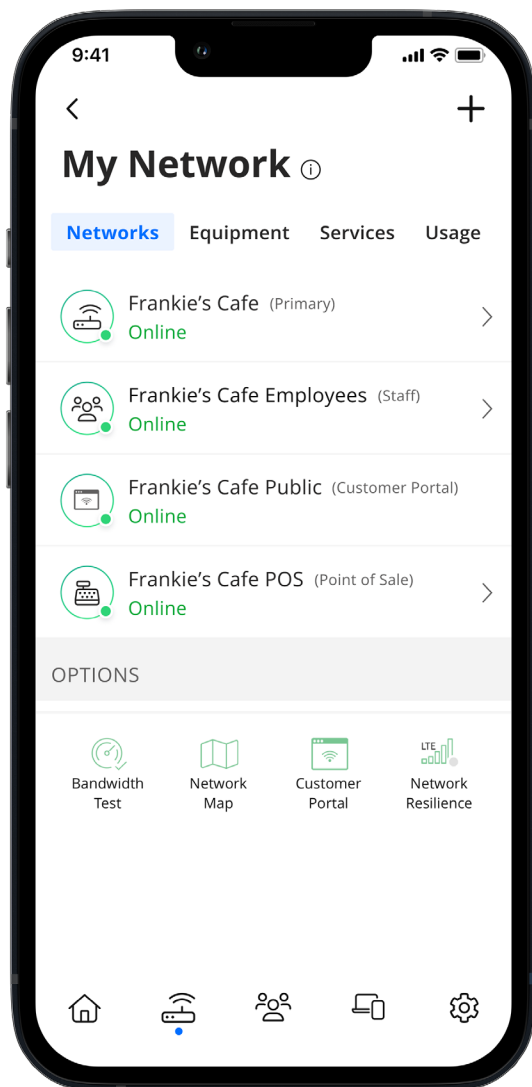 9:41
My Network
Networks Equipment Services Usage
Frankie’s Cafe (Primary)
Online
Frankie’s Cafe Employees (Staff)
Online
Frankie’s Cafe Public (Customer Portal)
Online
Frankie’s Cafe POS (Point of Sale)
Online
OPTIONS
LTE
Bandwidth Network Customer Network
Test Map Portal Resilience